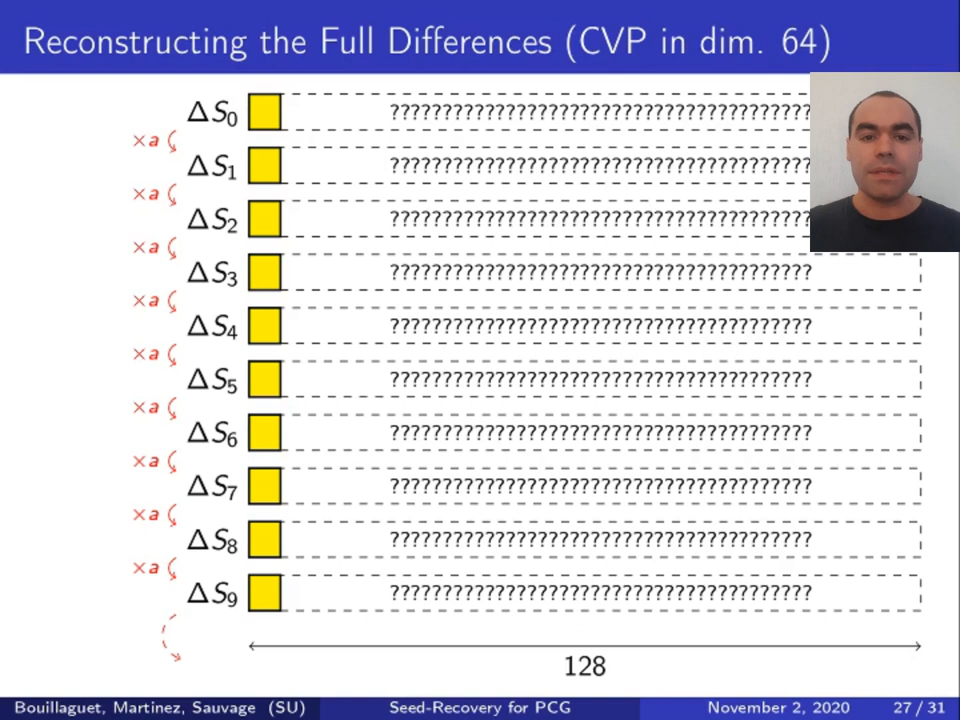 Reconstructing the Full Differences (CVP in dim. 64)
ΔS₀ ????????????????????????????????????????
×a
ΔS₁ ????????????????????????????????????????
×a
ΔS₂ ????????????????????????????????????????
×a
ΔS₃ ????????????????????????????????????????
×a
ΔS₄ ????????????????????????????????????????
×a
ΔS₅ ????????????????????????????????????????
×a
ΔS₆ ????????????????????????????????????????
×a
ΔS₇ ????????????????????????????????????????
×a
ΔS₈ ????????????????????????????????????????
×a
ΔS₉ ????????????????????????????????????????
128
Bouillaguet, Martinez, Sauvage (SU) Seed-Recovery for PCG November 2, 2020 27 / 31